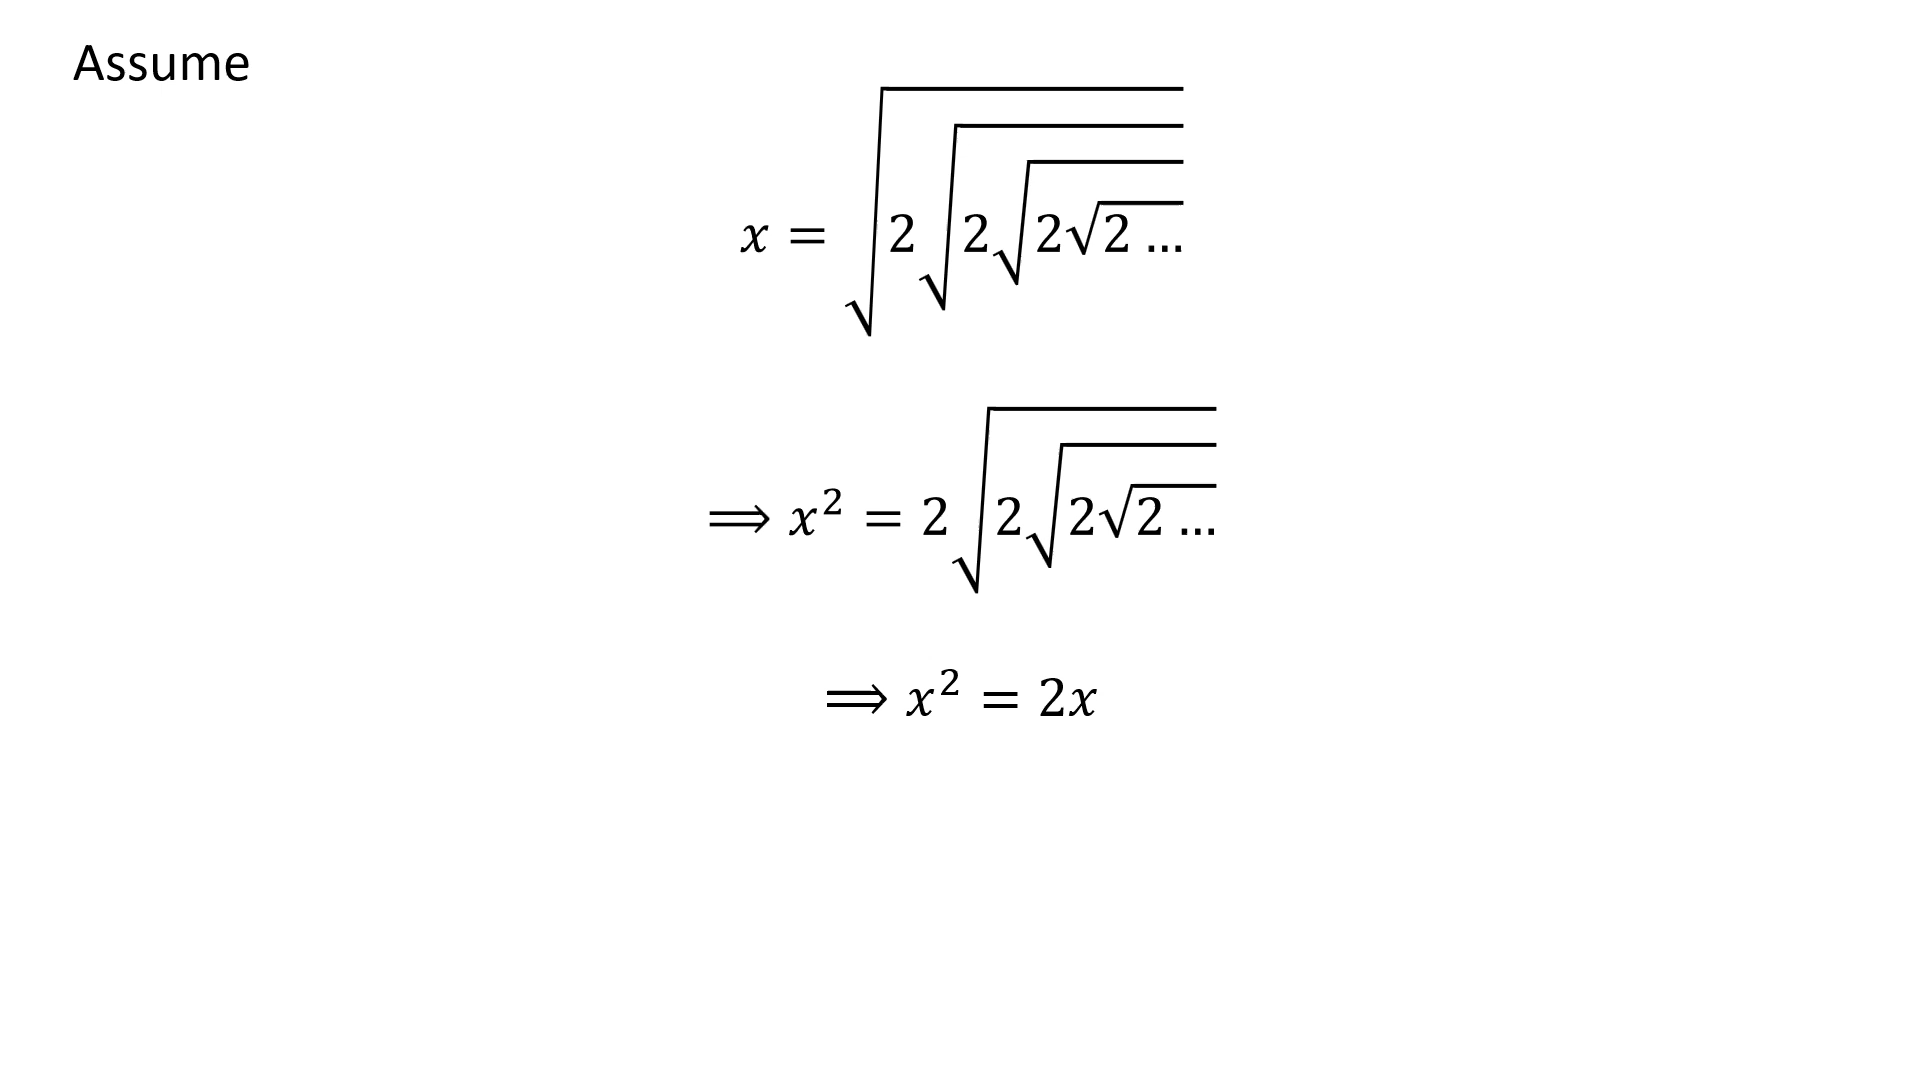 Assume
x = √(2√(2√(2√(2 ...))))
⟹ x² = 2√(2√(2√(2 ...)))
⟹ x² = 2x